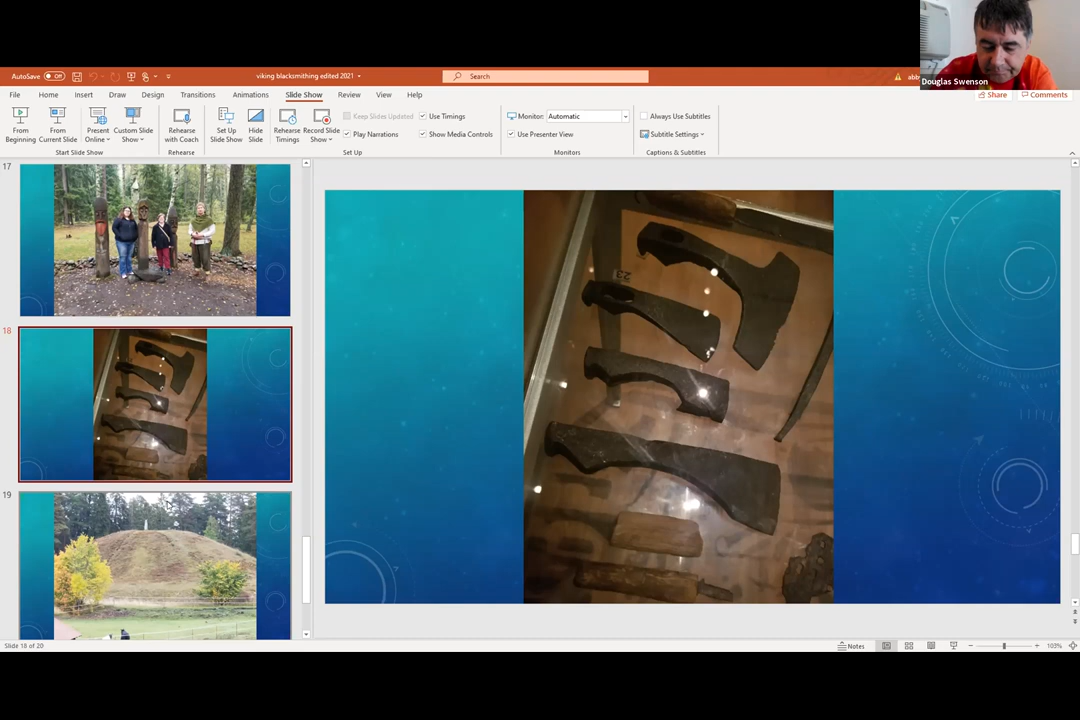 Douglas Swenson
AutoSave Off
viking blacksmithing edited 2021
Search
File Home Insert Draw Design Transitions Animations Slide Show Review View Help
Share Comments
From Beginning
From Current Slide
Present Online
Custom Slide Show
Start Slide Show
Rehearse with Coach
Rehearse
Set Up Slide Show
Hide Slide
Rehearse Timings
Record Slide Show
Keep Slides Updated
Use Timings
Play Narrations
Show Media Controls
Set Up
Monitor: Automatic
Use Presenter View
Monitors
Always Use Subtitles
Subtitle Settings
Captions & Subtitles
17
18
19
23
Slide 18 of 20
Notes
103%